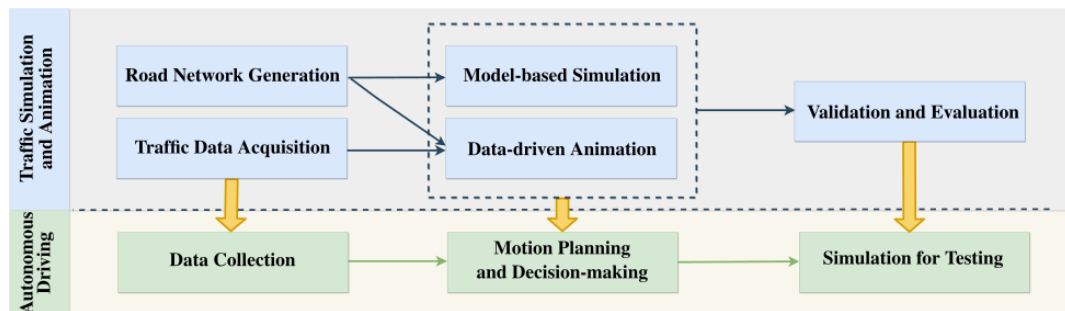 Traffic Simulation
and Animation
Road Network Generation
Model-based Simulation
Validation and Evaluation
Traffic Data Acquisition
Data-driven Animation
Autonomous
Driving
Data Collection
Motion Planning
and Decision-making
Simulation for Testing